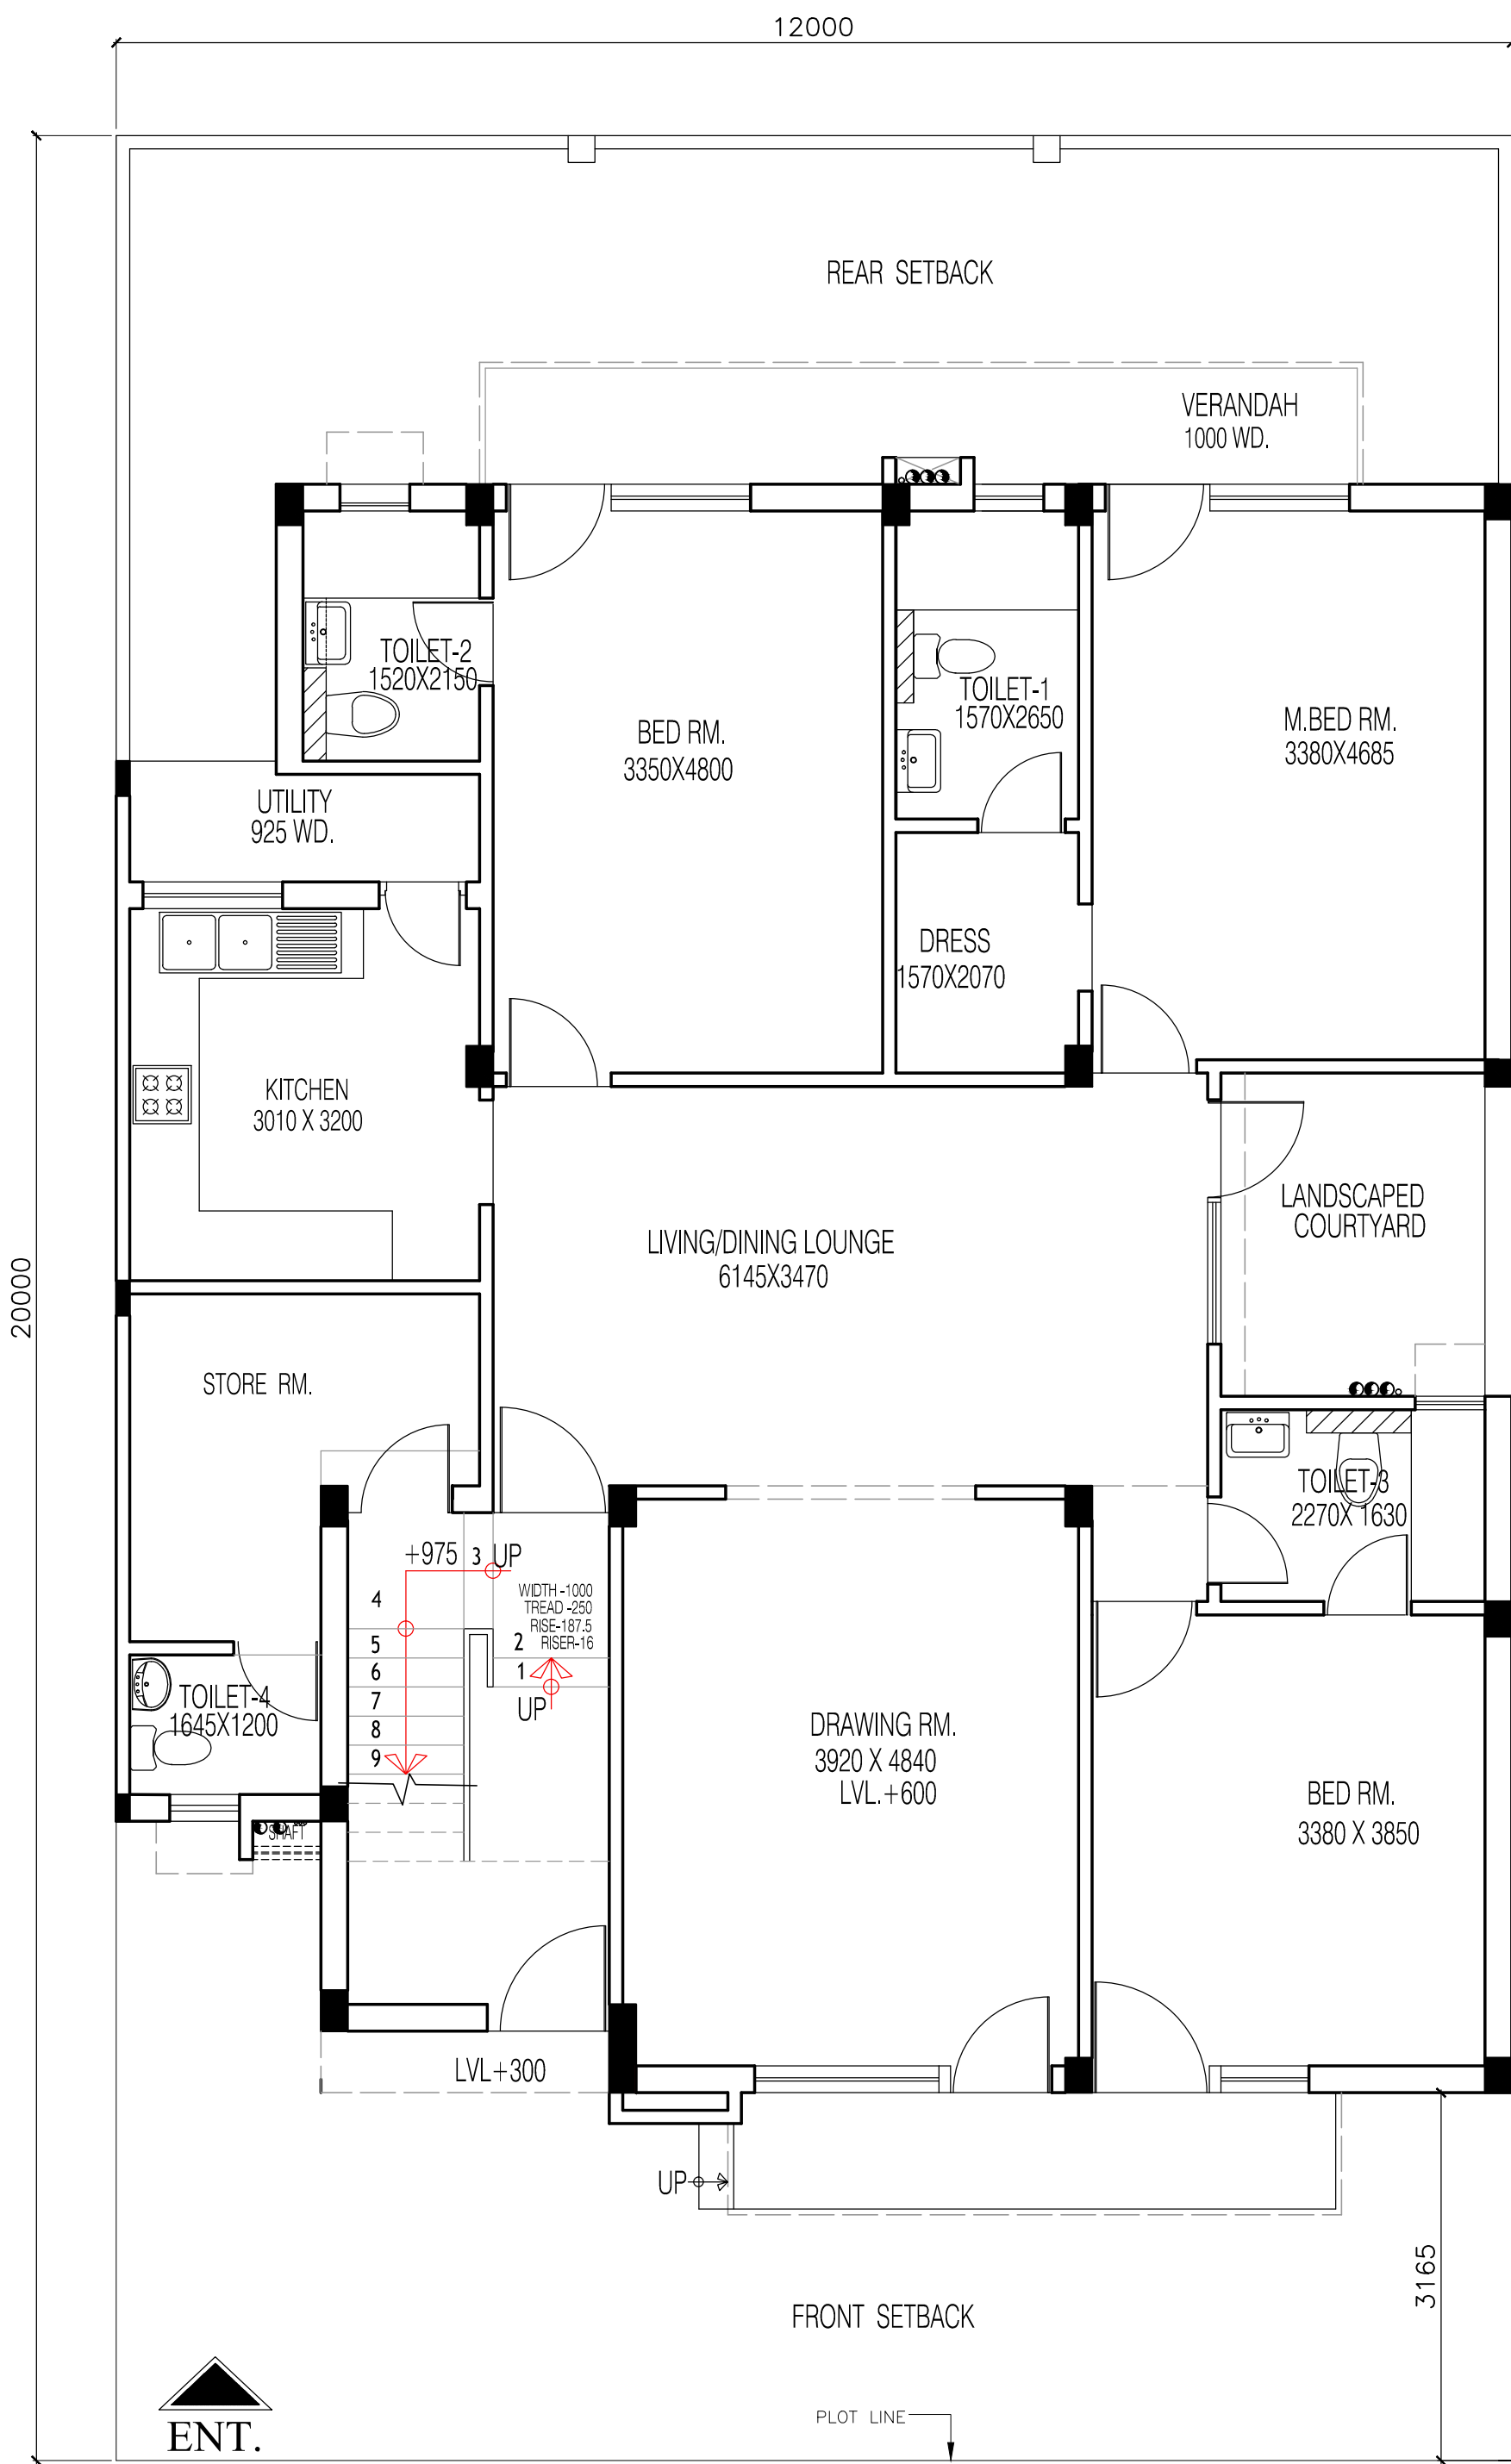 12000
REAR SETBACK
VERANDAH
1000 WD.
TOILET-2
1520X2150
TOILET-1
1570X2650
BED RM.
3350X4800
M.BED RM.
3380X4685
UTILITY
925 WD.
DRESS
1570X2070
KITCHEN
3010 X 3200
LANDSCAPED
COURTYARD
LIVING/DINING LOUNGE
6145X3470
20000
STORE RM.
TOILET-3
2270X 1630
+975 3 UP
WIDTH -1000
TREAD -250
RISE-187.5
RISER-16
4
5
6
7
8
9
2
1
UP
TOILET-4
1645X1200
DRAWING RM.
3920 X 4840
LVL.+600
BED RM.
3380 X 3850
SHAFT
LVL+300
UP
3165
FRONT SETBACK
PLOT LINE
ENT.